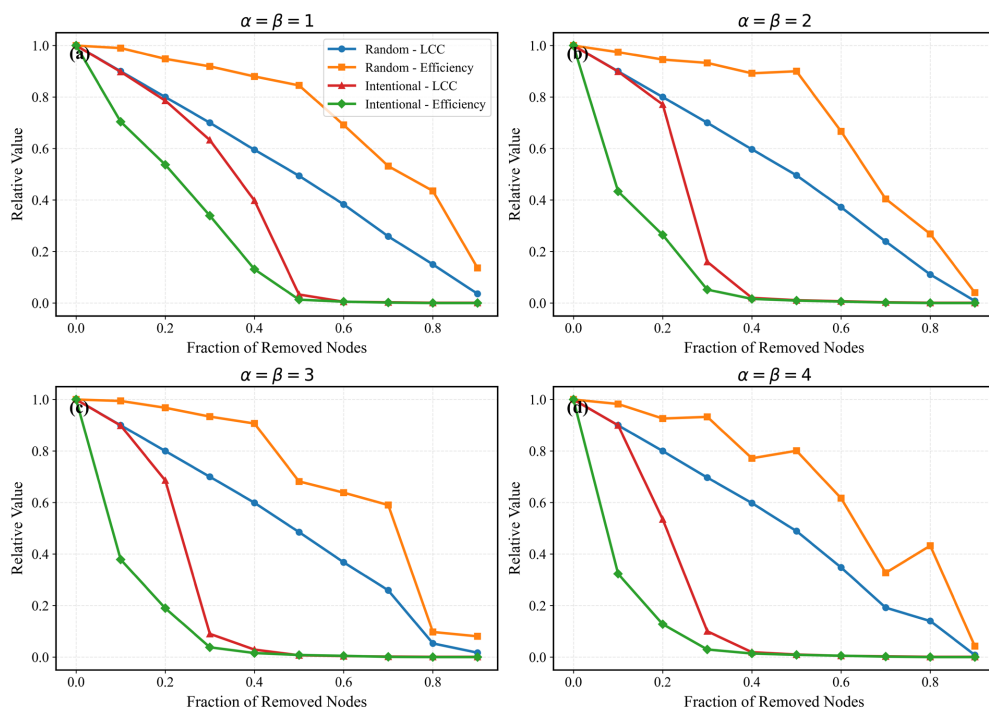 α = β = 1
(a)
Random - LCC
Random - Efficiency
Intentional - LCC
Intentional - Efficiency
Relative Value
1.0
0.8
0.6
0.4
0.2
0.0
0.0 0.2 0.4 0.6 0.8
Fraction of Removed Nodes
α = β = 2
(b)
Relative Value
1.0
0.8
0.6
0.4
0.2
0.0
0.0 0.2 0.4 0.6 0.8
Fraction of Removed Nodes
α = β = 3
(c)
Relative Value
1.0
0.8
0.6
0.4
0.2
0.0
0.0 0.2 0.4 0.6 0.8
Fraction of Removed Nodes
α = β = 4
(d)
Relative Value
1.0
0.8
0.6
0.4
0.2
0.0
0.0 0.2 0.4 0.6 0.8
Fraction of Removed Nodes